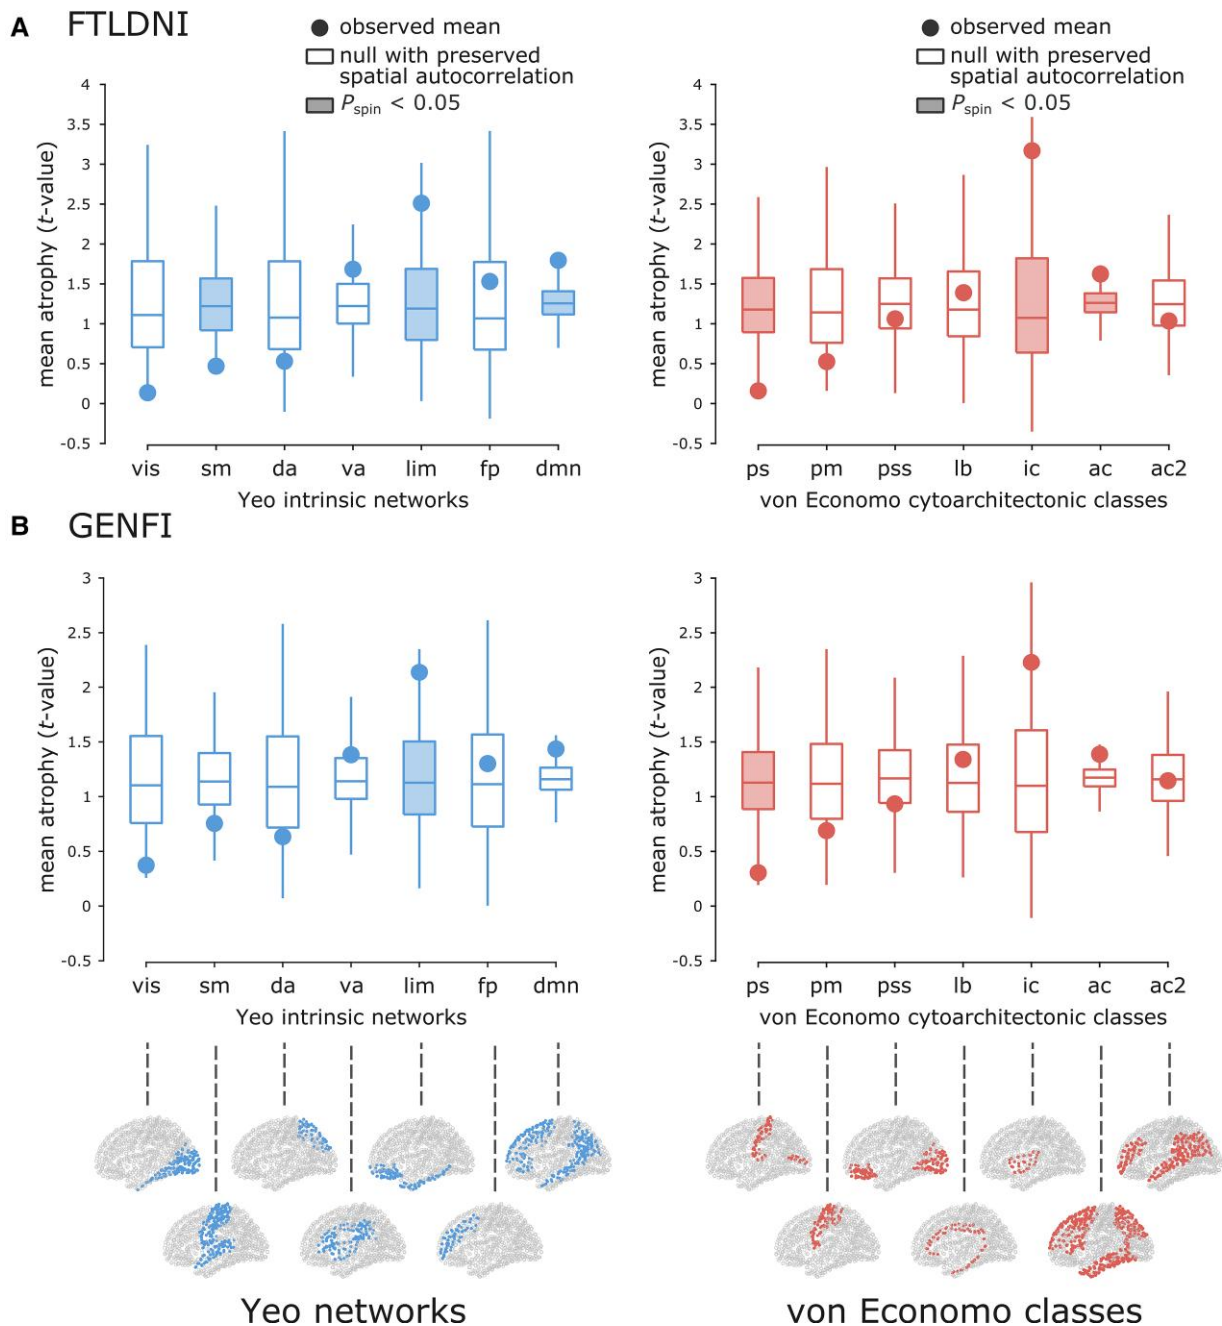 A FTLDNI
observed mean
null with preserved
spatial autocorrelation
P spin < 0.05
mean atrophy (t-value)
4
3.5
3
2.5
2
1.5
1
0.5
0
-0.5
vis sm da va lim fp dmn
Yeo intrinsic networks
observed mean
null with preserved
spatial autocorrelation
P spin < 0.05
mean atrophy (t-value)
4
3.5
3
2.5
2
1.5
1
0.5
0
-0.5
ps pm pss lb ic ac ac2
von Economo cytoarchitectonic classes
B GENFI
mean atrophy (t-value)
3
2.5
2
1.5
1
0.5
0
-0.5
vis sm da va lim fp dmn
Yeo intrinsic networks
mean atrophy (t-value)
3
2.5
2
1.5
1
0.5
0
-0.5
ps pm pss lb ic ac ac2
von Economo cytoarchitectonic classes
Yeo networks
von Economo classes